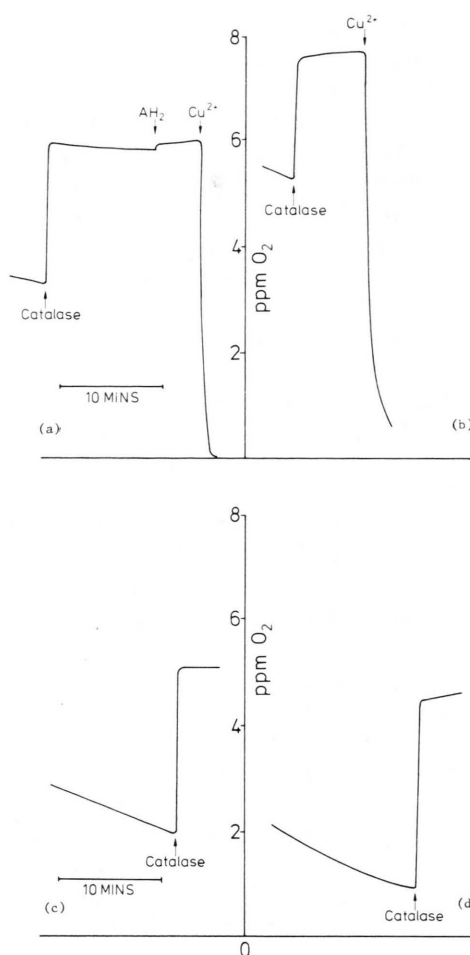 8
Cu²⁺
AH₂
Cu²⁺
6
Catalase
4
ppm O₂
Catalase
2
10 MINS
(a)
(b)
8
6
ppm O₂
4
Catalase
2
10 MINS
Catalase
(c)
(d)
0